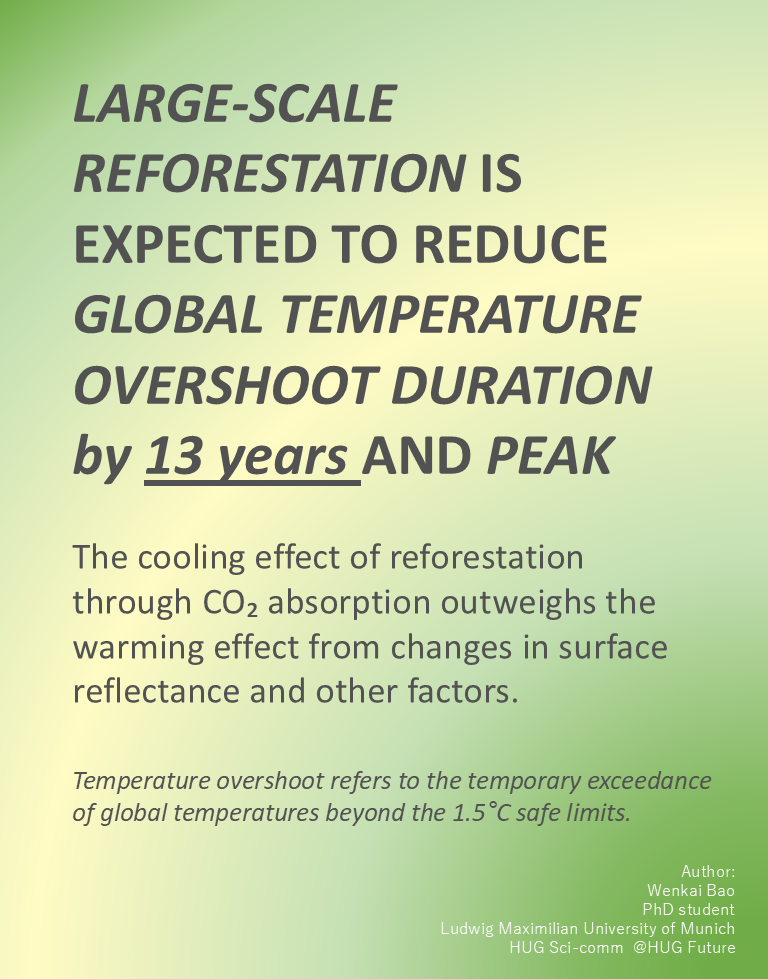 LARGE-SCALE
REFORESTATION IS
EXPECTED TO REDUCE
GLOBAL TEMPERATURE
OVERSHOOT DURATION
by 13 years AND PEAK
The cooling effect of reforestation
through CO₂ absorption outweighs the
warming effect from changes in surface
reflectance and other factors.
Temperature overshoot refers to the temporary exceedance
of global temperatures beyond the 1.5˚C safe limits.
Author:
Wenkai Bao
PhD student
Ludwig Maximilian University of Munich
HUG Sci-comm @HUG Future